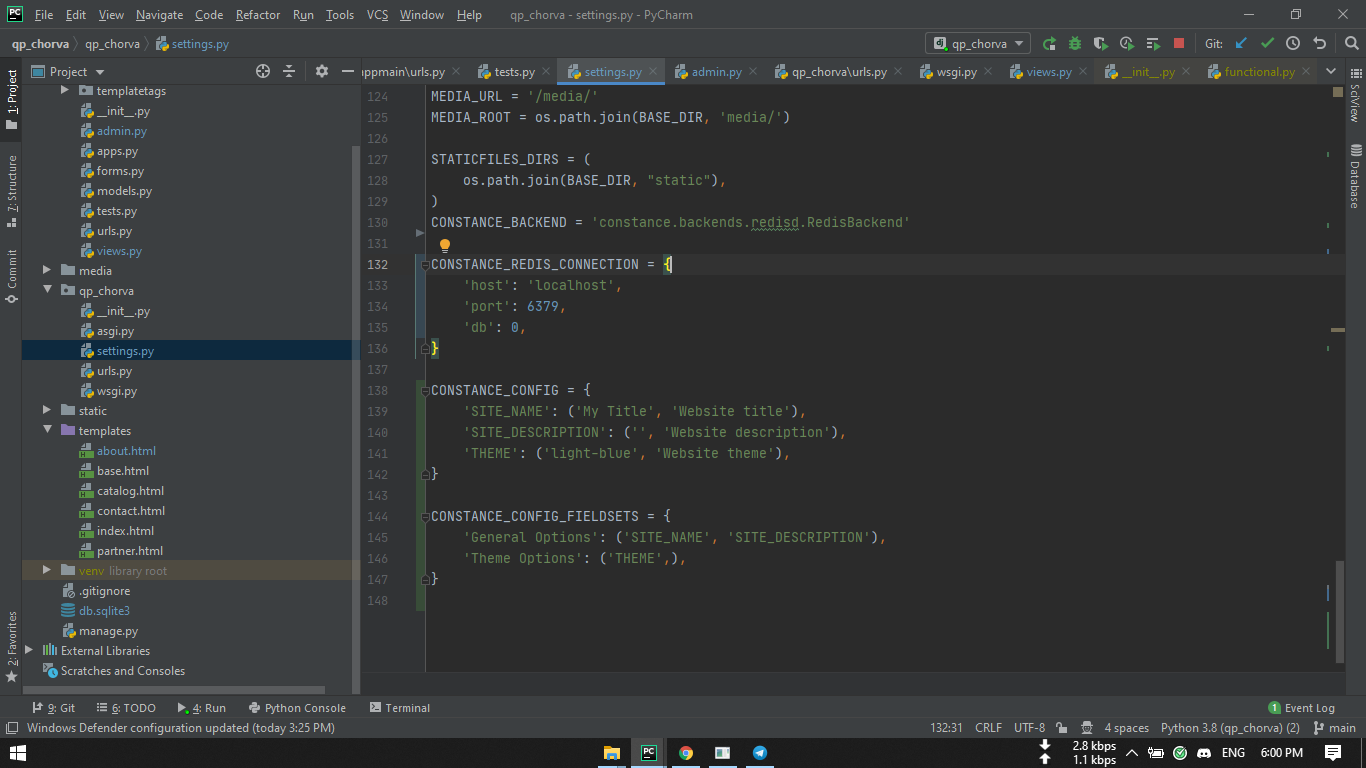 PC File Edit View Navigate Code Refactor Run Tools VCS Window Help qp_chorva - settings.py - PyCharm
qp_chorva qp_chorva settings.py dj qp_chorva Git:
1: Project
7: Structure
Commit
2: Favorites
Project
templatetags
__init__.py
admin.py
apps.py
forms.py
models.py
tests.py
urls.py
views.py
media
qp_chorva
__init__.py
asgi.py
settings.py
urls.py
wsgi.py
static
templates
about.html
base.html
catalog.html
contact.html
index.html
partner.html
venv library root
.gitignore
db.sqlite3
manage.py
External Libraries
Scratches and Consoles
ppmain\urls.py tests.py settings.py admin.py qp_chorva\urls.py wsgi.py views.py __init__.py functional.py
124 MEDIA_URL = '/media/'
125 MEDIA_ROOT = os.path.join(BASE_DIR, 'media/')
126
127 STATICFILES_DIRS = (
128 os.path.join(BASE_DIR, "static"),
129 )
130 CONSTANCE_BACKEND = 'constance.backends.redisd.RedisBackend'
131
132 CONSTANCE_REDIS_CONNECTION = {
133 'host': 'localhost',
134 'port': 6379,
135 'db': 0,
136 }
137
138 CONSTANCE_CONFIG = {
139 'SITE_NAME': ('My Title', 'Website title'),
140 'SITE_DESCRIPTION': ('', 'Website description'),
141 'THEME': ('light-blue', 'Website theme'),
142 }
143
144 CONSTANCE_CONFIG_FIELDSETS = {
145 'General Options': ('SITE_NAME', 'SITE_DESCRIPTION'),
146 'Theme Options': ('THEME',),
147 }
148
SciView
Database
9: Git 6: TODO 4: Run Python Console Terminal 1 Event Log
Windows Defender configuration updated (today 3:25 PM) 132:31 CRLF UTF-8 4 spaces Python 3.8 (qp_chorva) (2) main
PC 2.8 kbps
1.1 kbps
ENG 6:00 PM